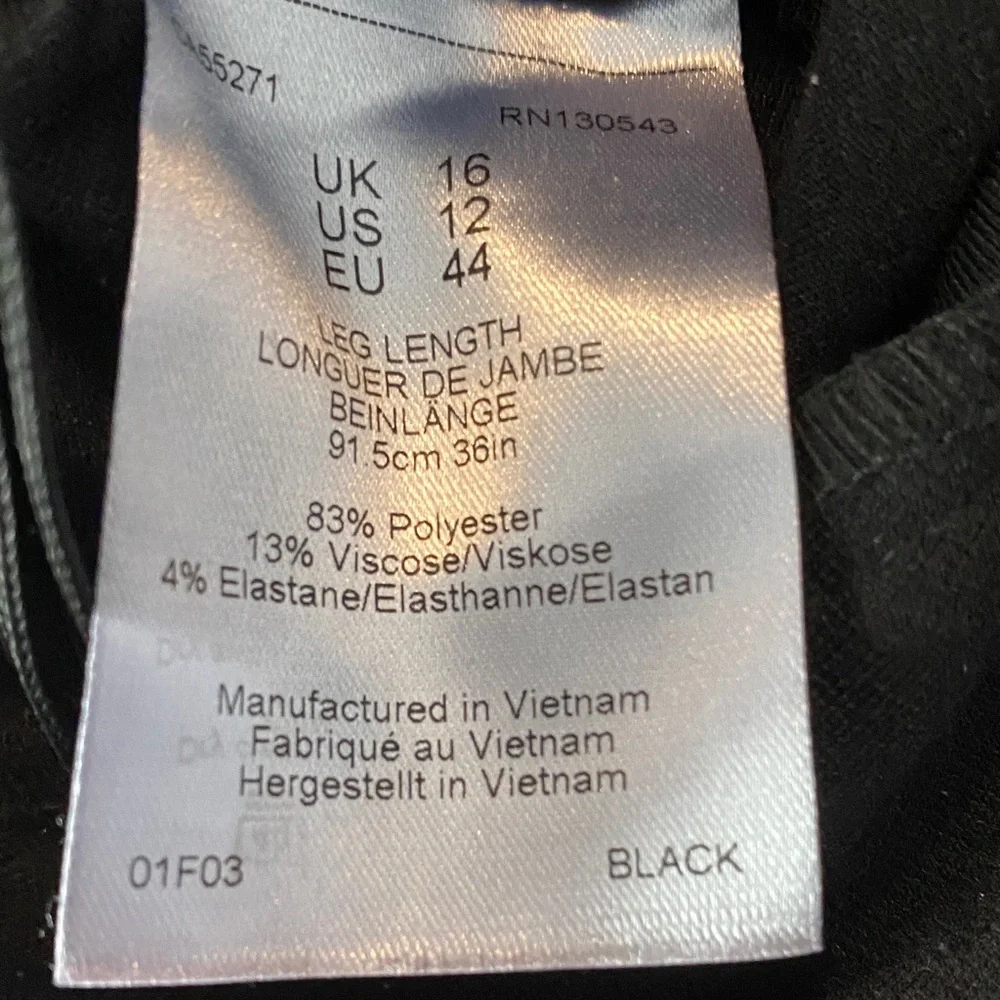 RN130543
UK 16
US 12
EU 44
LEG LENGTH
LONGUER DE JAMBE
BEINLÄNGE
91.5cm 36in
83% Polyester
13% Viscose/Viskose
4% Elastane/Elasthanne/Elastan
Manufactured in Vietnam
Fabriqué au Vietnam
Hergestellt in Vietnam
01F03
BLACK